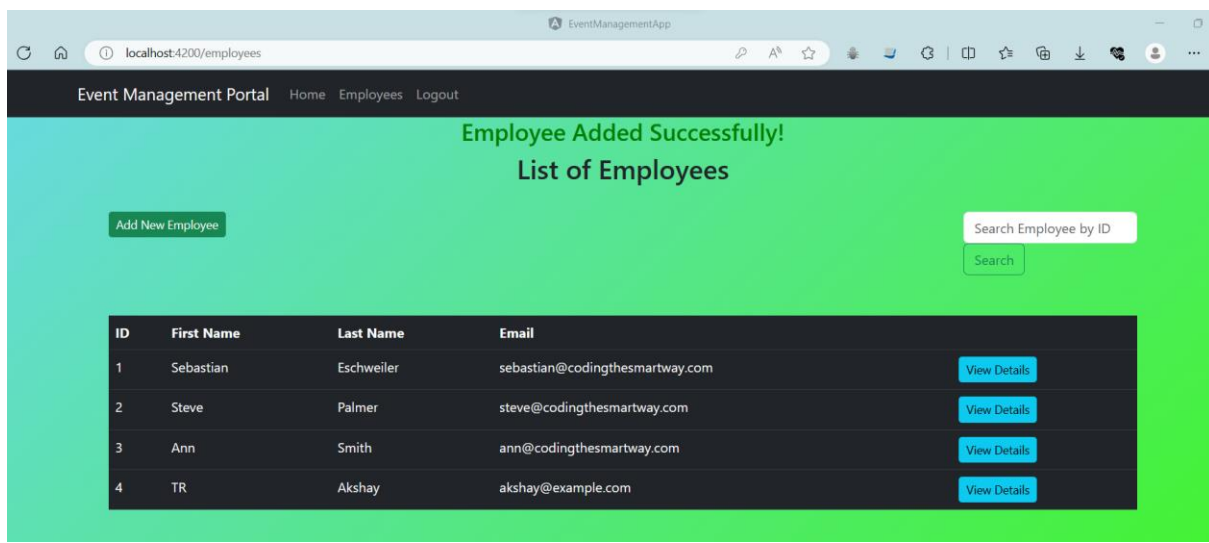 EventManagementApp
localhost:4200/employees
Event Management Portal Home Employees Logout
Employee Added Successfully!
List of Employees
Add New Employee
Search Employee by ID
Search
ID First Name Last Name Email
1 Sebastian Eschweiler sebastian@codingthesmartway.com View Details
2 Steve Palmer steve@codingthesmartway.com View Details
3 Ann Smith ann@codingthesmartway.com View Details
4 TR Akshay akshay@example.com View Details